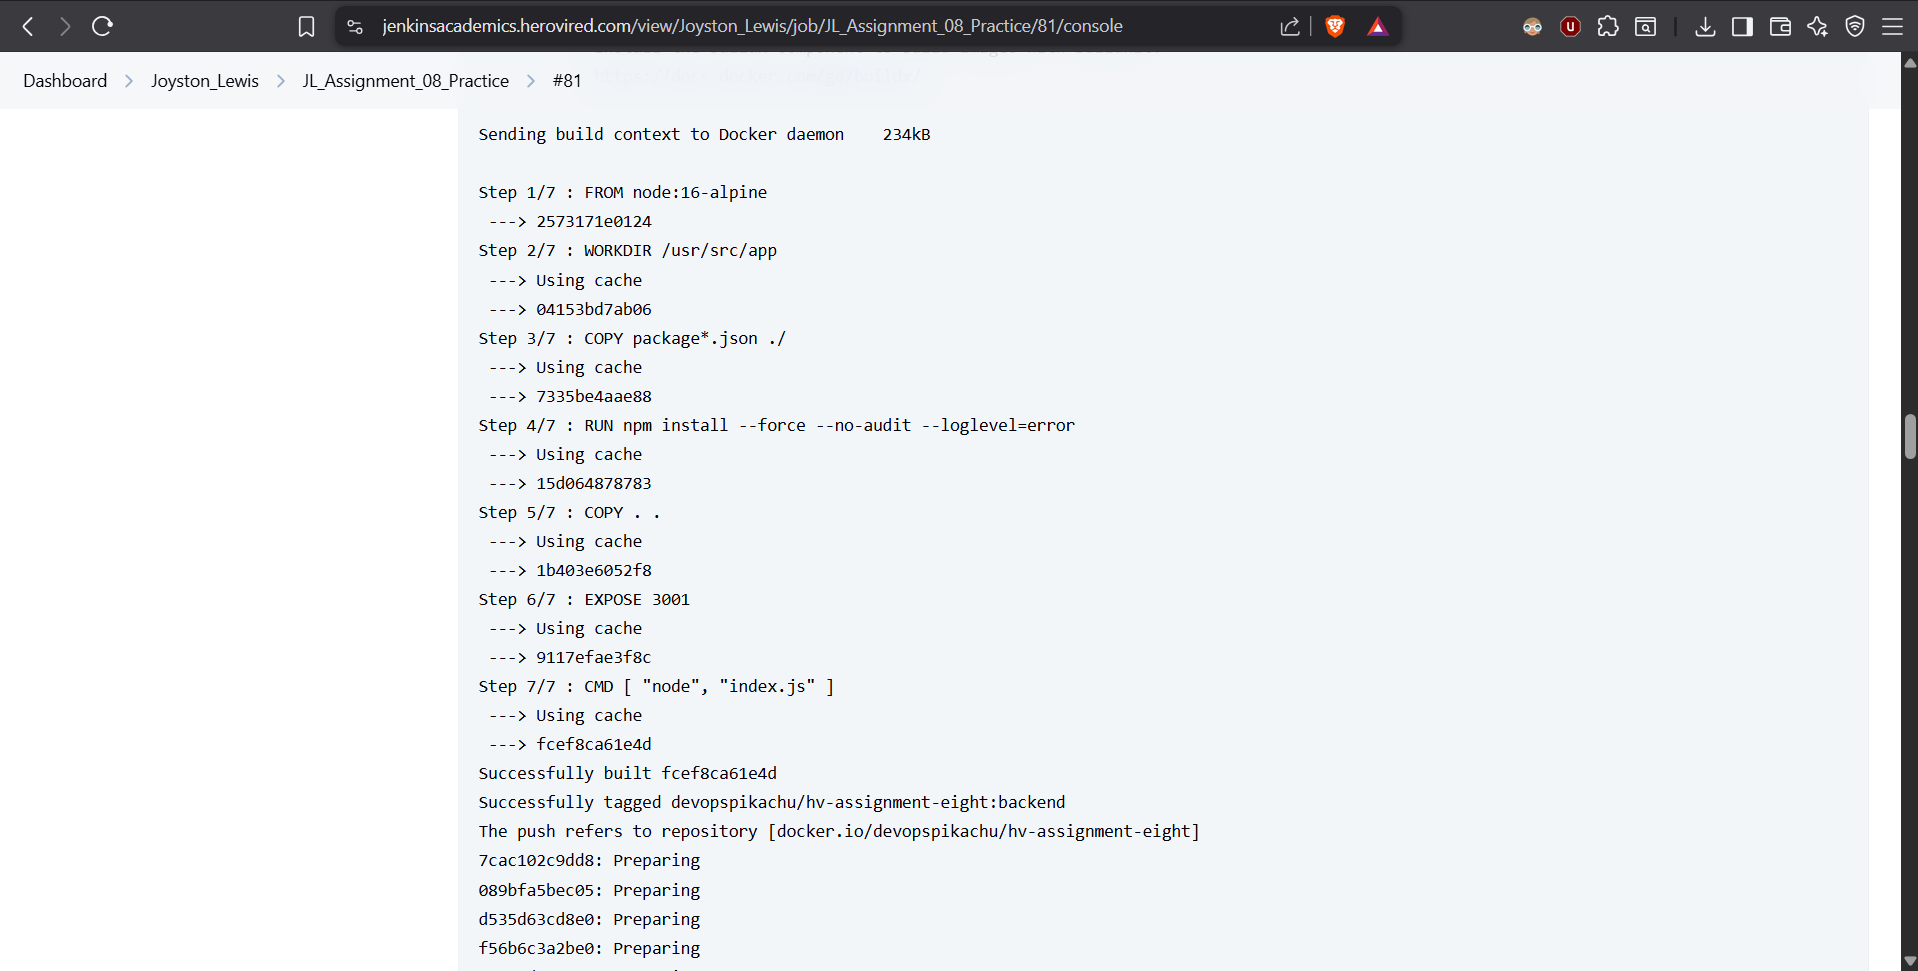 jenkinsacademics.herovired.com/view/Joyston_Lewis/job/JL_Assignment_08_Practice/81/console
Dashboard > Joyston_Lewis > JL_Assignment_08_Practice > #81
Sending build context to Docker daemon    234kB
Step 1/7 : FROM node:16-alpine
 ---> 2573171e0124
Step 2/7 : WORKDIR /usr/src/app
 ---> Using cache
 ---> 04153bd7ab06
Step 3/7 : COPY package*.json ./
 ---> Using cache
 ---> 7335be4aae88
Step 4/7 : RUN npm install --force --no-audit --loglevel=error
 ---> Using cache
 ---> 15d064878783
Step 5/7 : COPY . .
 ---> Using cache
 ---> 1b403e6052f8
Step 6/7 : EXPOSE 3001
 ---> Using cache
 ---> 9117efae3f8c
Step 7/7 : CMD [ "node", "index.js" ]
 ---> Using cache
 ---> fcef8ca61e4d
Successfully built fcef8ca61e4d
Successfully tagged devopspikachu/hv-assignment-eight:backend
The push refers to repository [docker.io/devopspikachu/hv-assignment-eight]
7cac102c9dd8: Preparing
089bfa5bec05: Preparing
d535d63cd8e0: Preparing
f56b6c3a2be0: Preparing